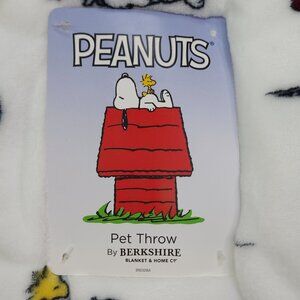 PEANUTS®
Pet Throw
By BERKSHIRE
BLANKET & HOME CO®